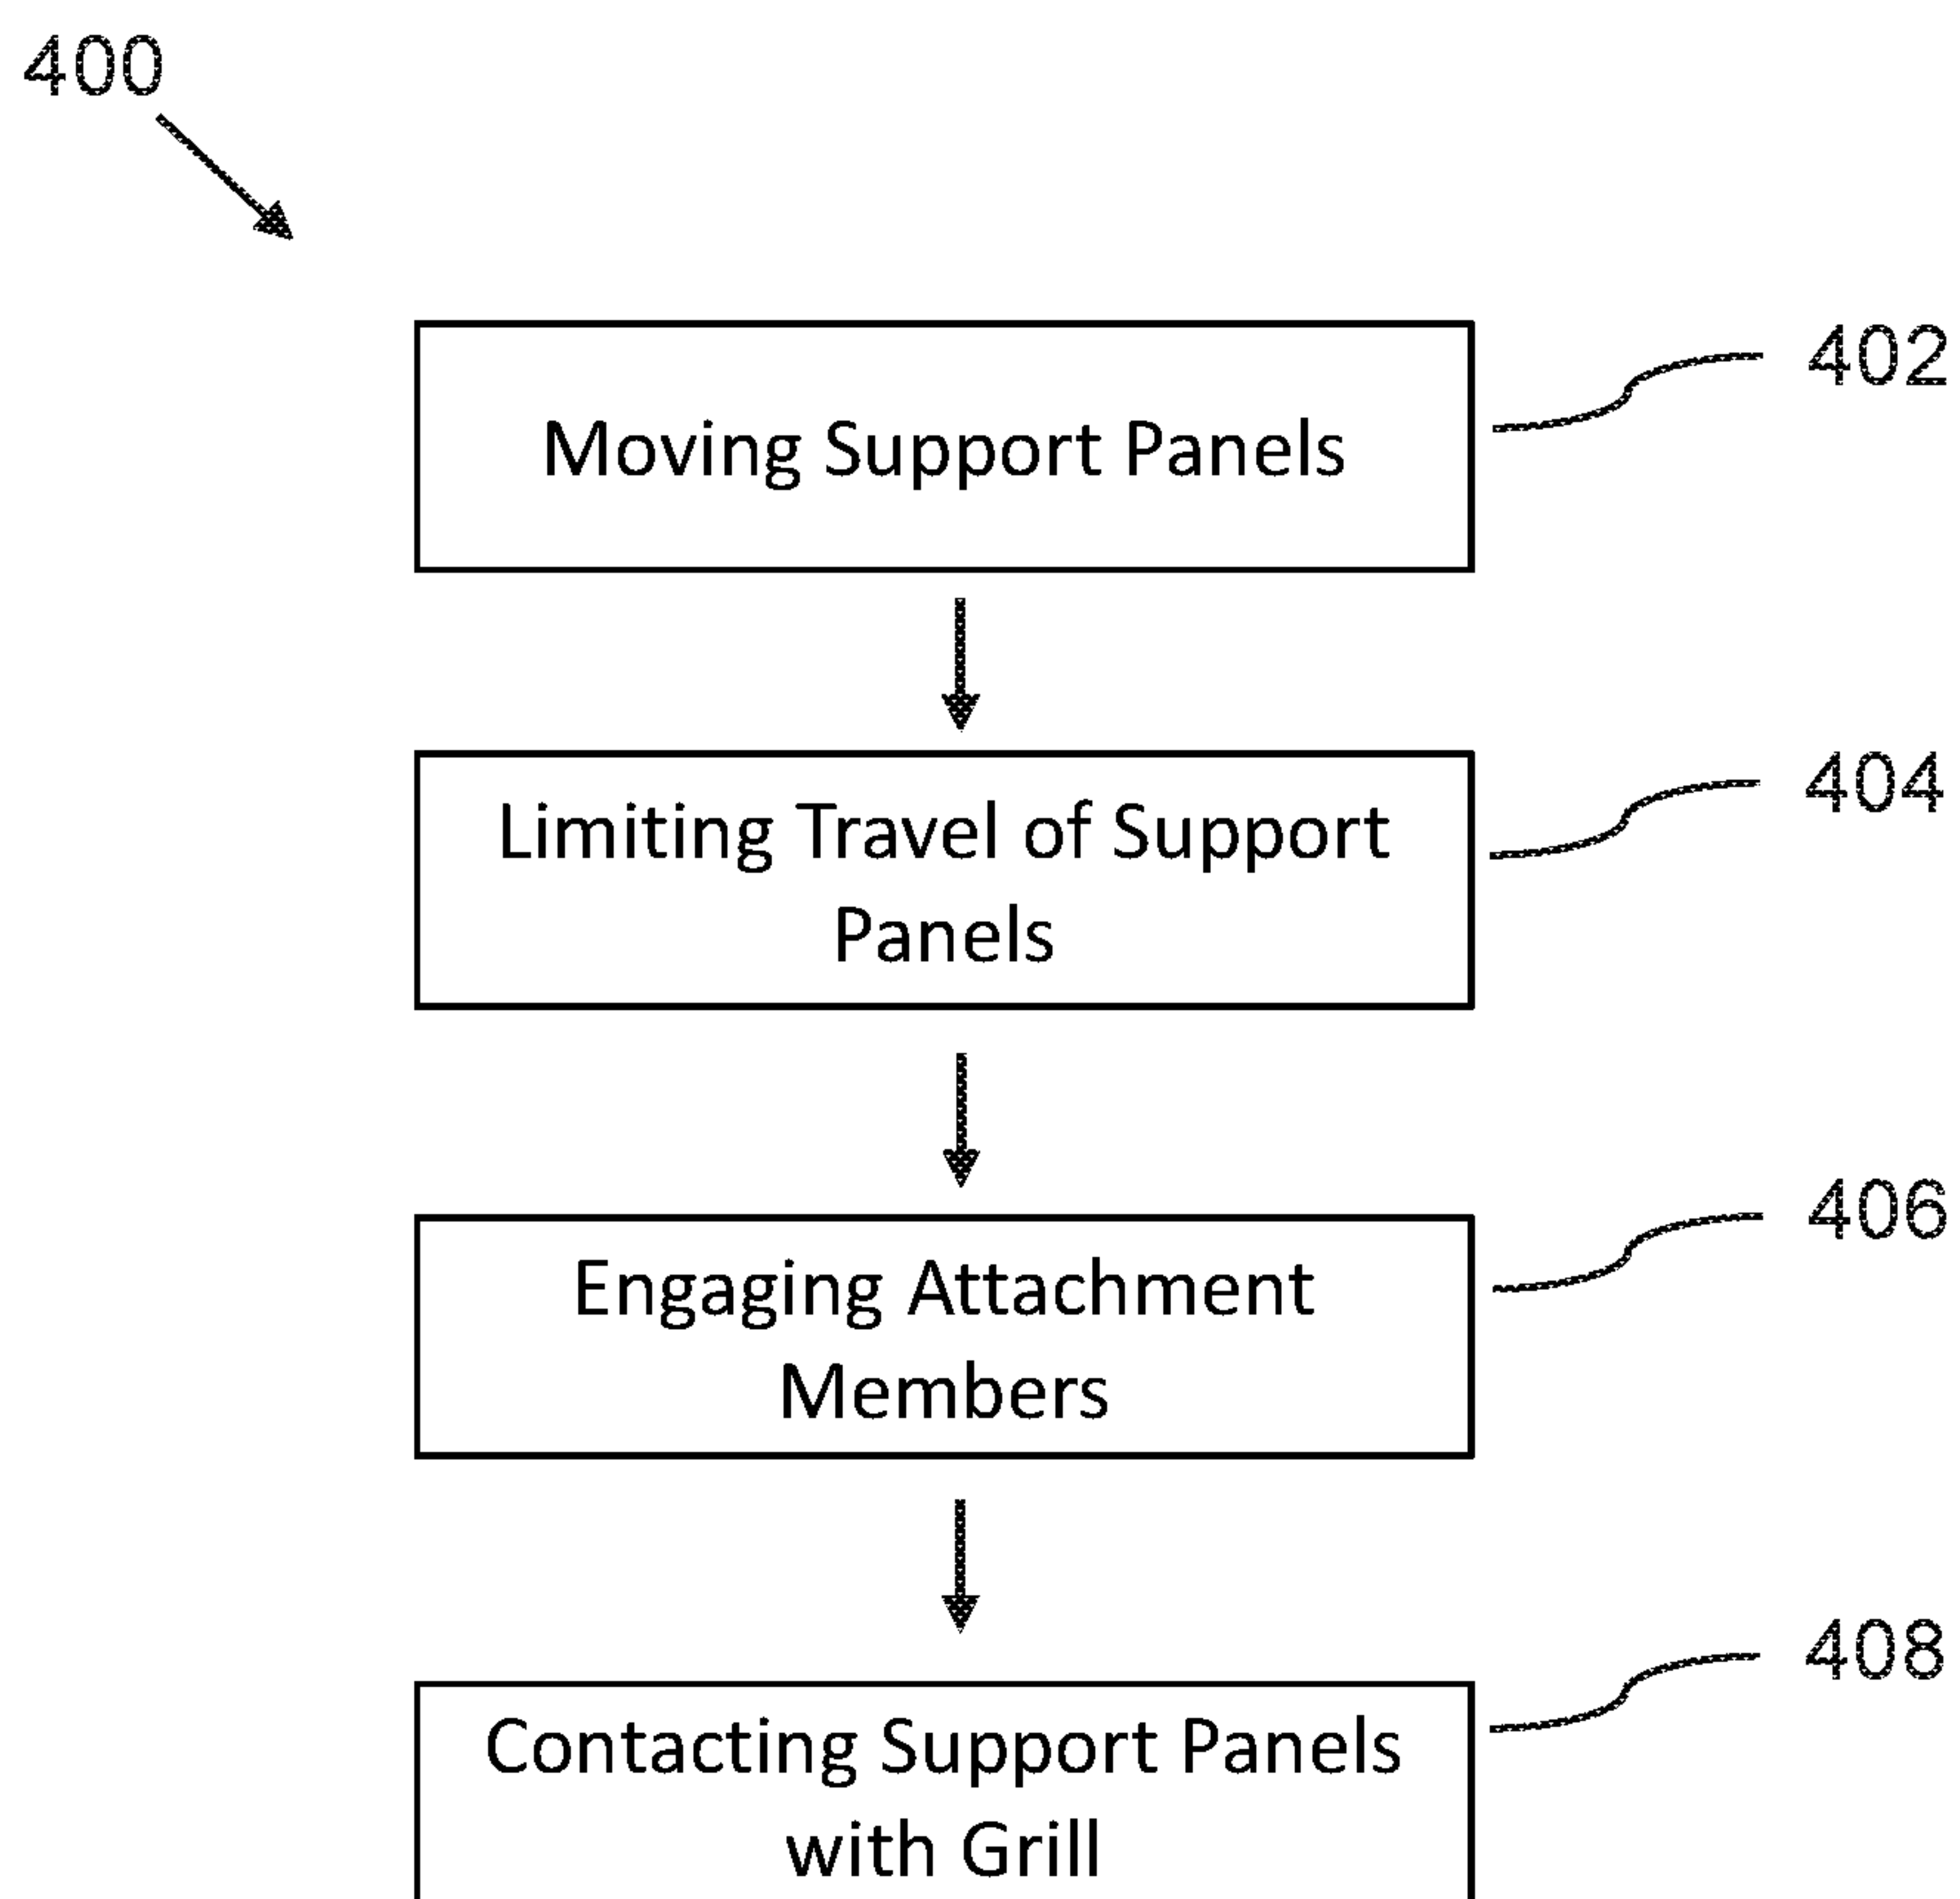 400
Moving Support Panels
402
Limiting Travel of Support
Panels
404
Engaging Attachment
Members
406
Contacting Support Panels
with Grill
408